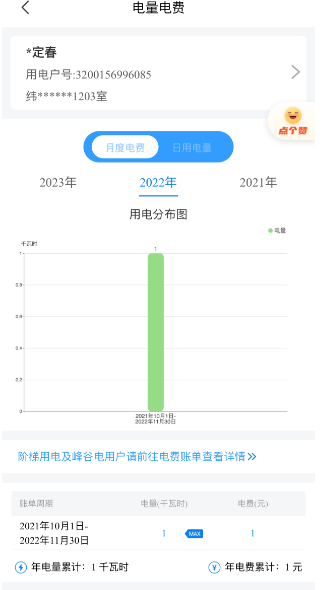 电量电费
*定春
用电户号:3200156996085
纬******1203室
点个赞
月度电费 日用电量
2023年 2022年 2021年
用电分布图
电量
千瓦时
1
1
0.8
0.6
0.4
0.2
0
2021年10月1日-
2022年11月30日
阶梯用电及峰谷电用户请前往电费账单查看详情
账单周期 电量(千瓦时) 电费(元)
2021年10月1日-
2022年11月30日
1 MAX 1
年电量累计：1 千瓦时 年电费累计：1 元